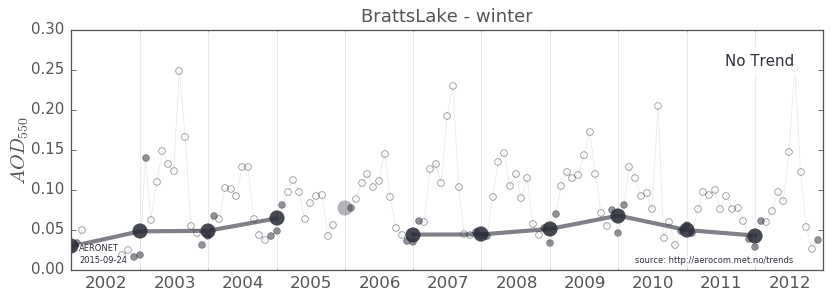 BrattsLake - winter
0.30
0.25
0.20
0.15
0.10
0.05
0.00
AOD550
No Trend
AERONET
2015-09-24
source: http://aerocom.met.no/trends
2002 2003 2004 2005 2006 2007 2008 2009 2010 2011 2012